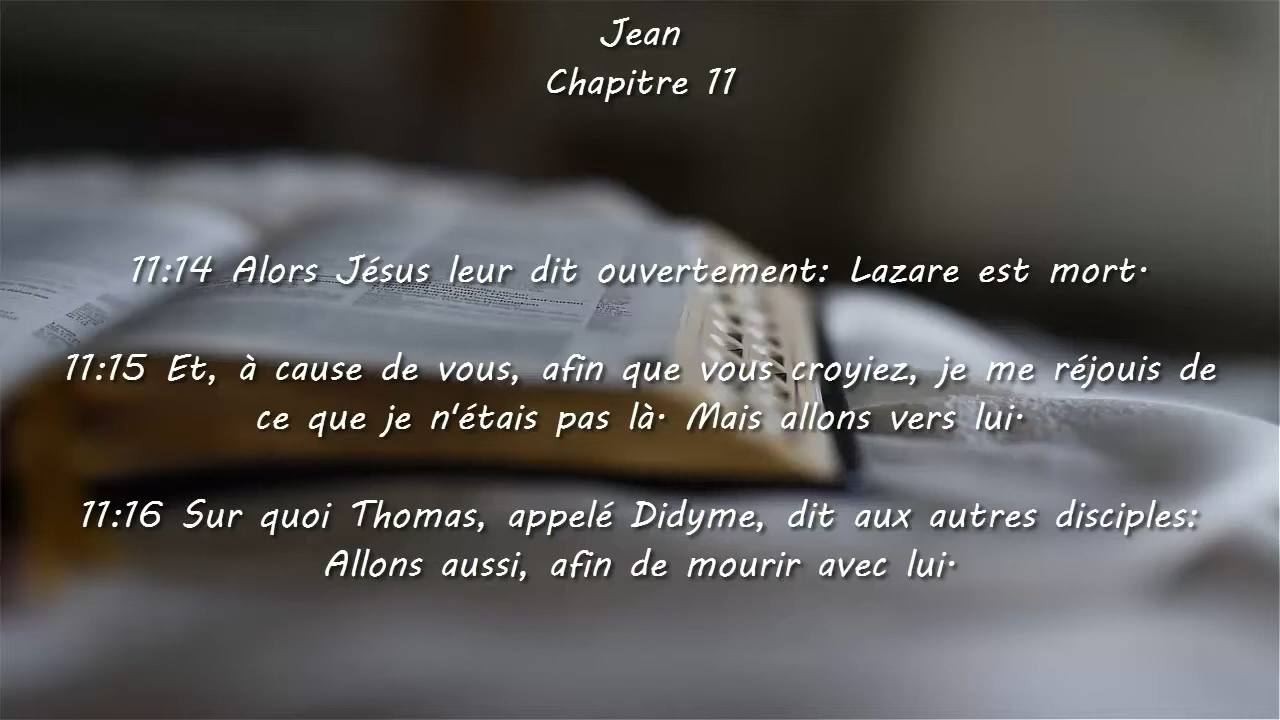 Jean
Chapitre 11
11:14 Alors Jésus leur dit ouvertement: Lazare est mort.
11:15 Et, à cause de vous, afin que vous croyiez, je me réjouis de
ce que je n'étais pas là. Mais allons vers lui.
11:16 Sur quoi Thomas, appelé Didyme, dit aux autres disciples:
Allons aussi, afin de mourir avec lui.